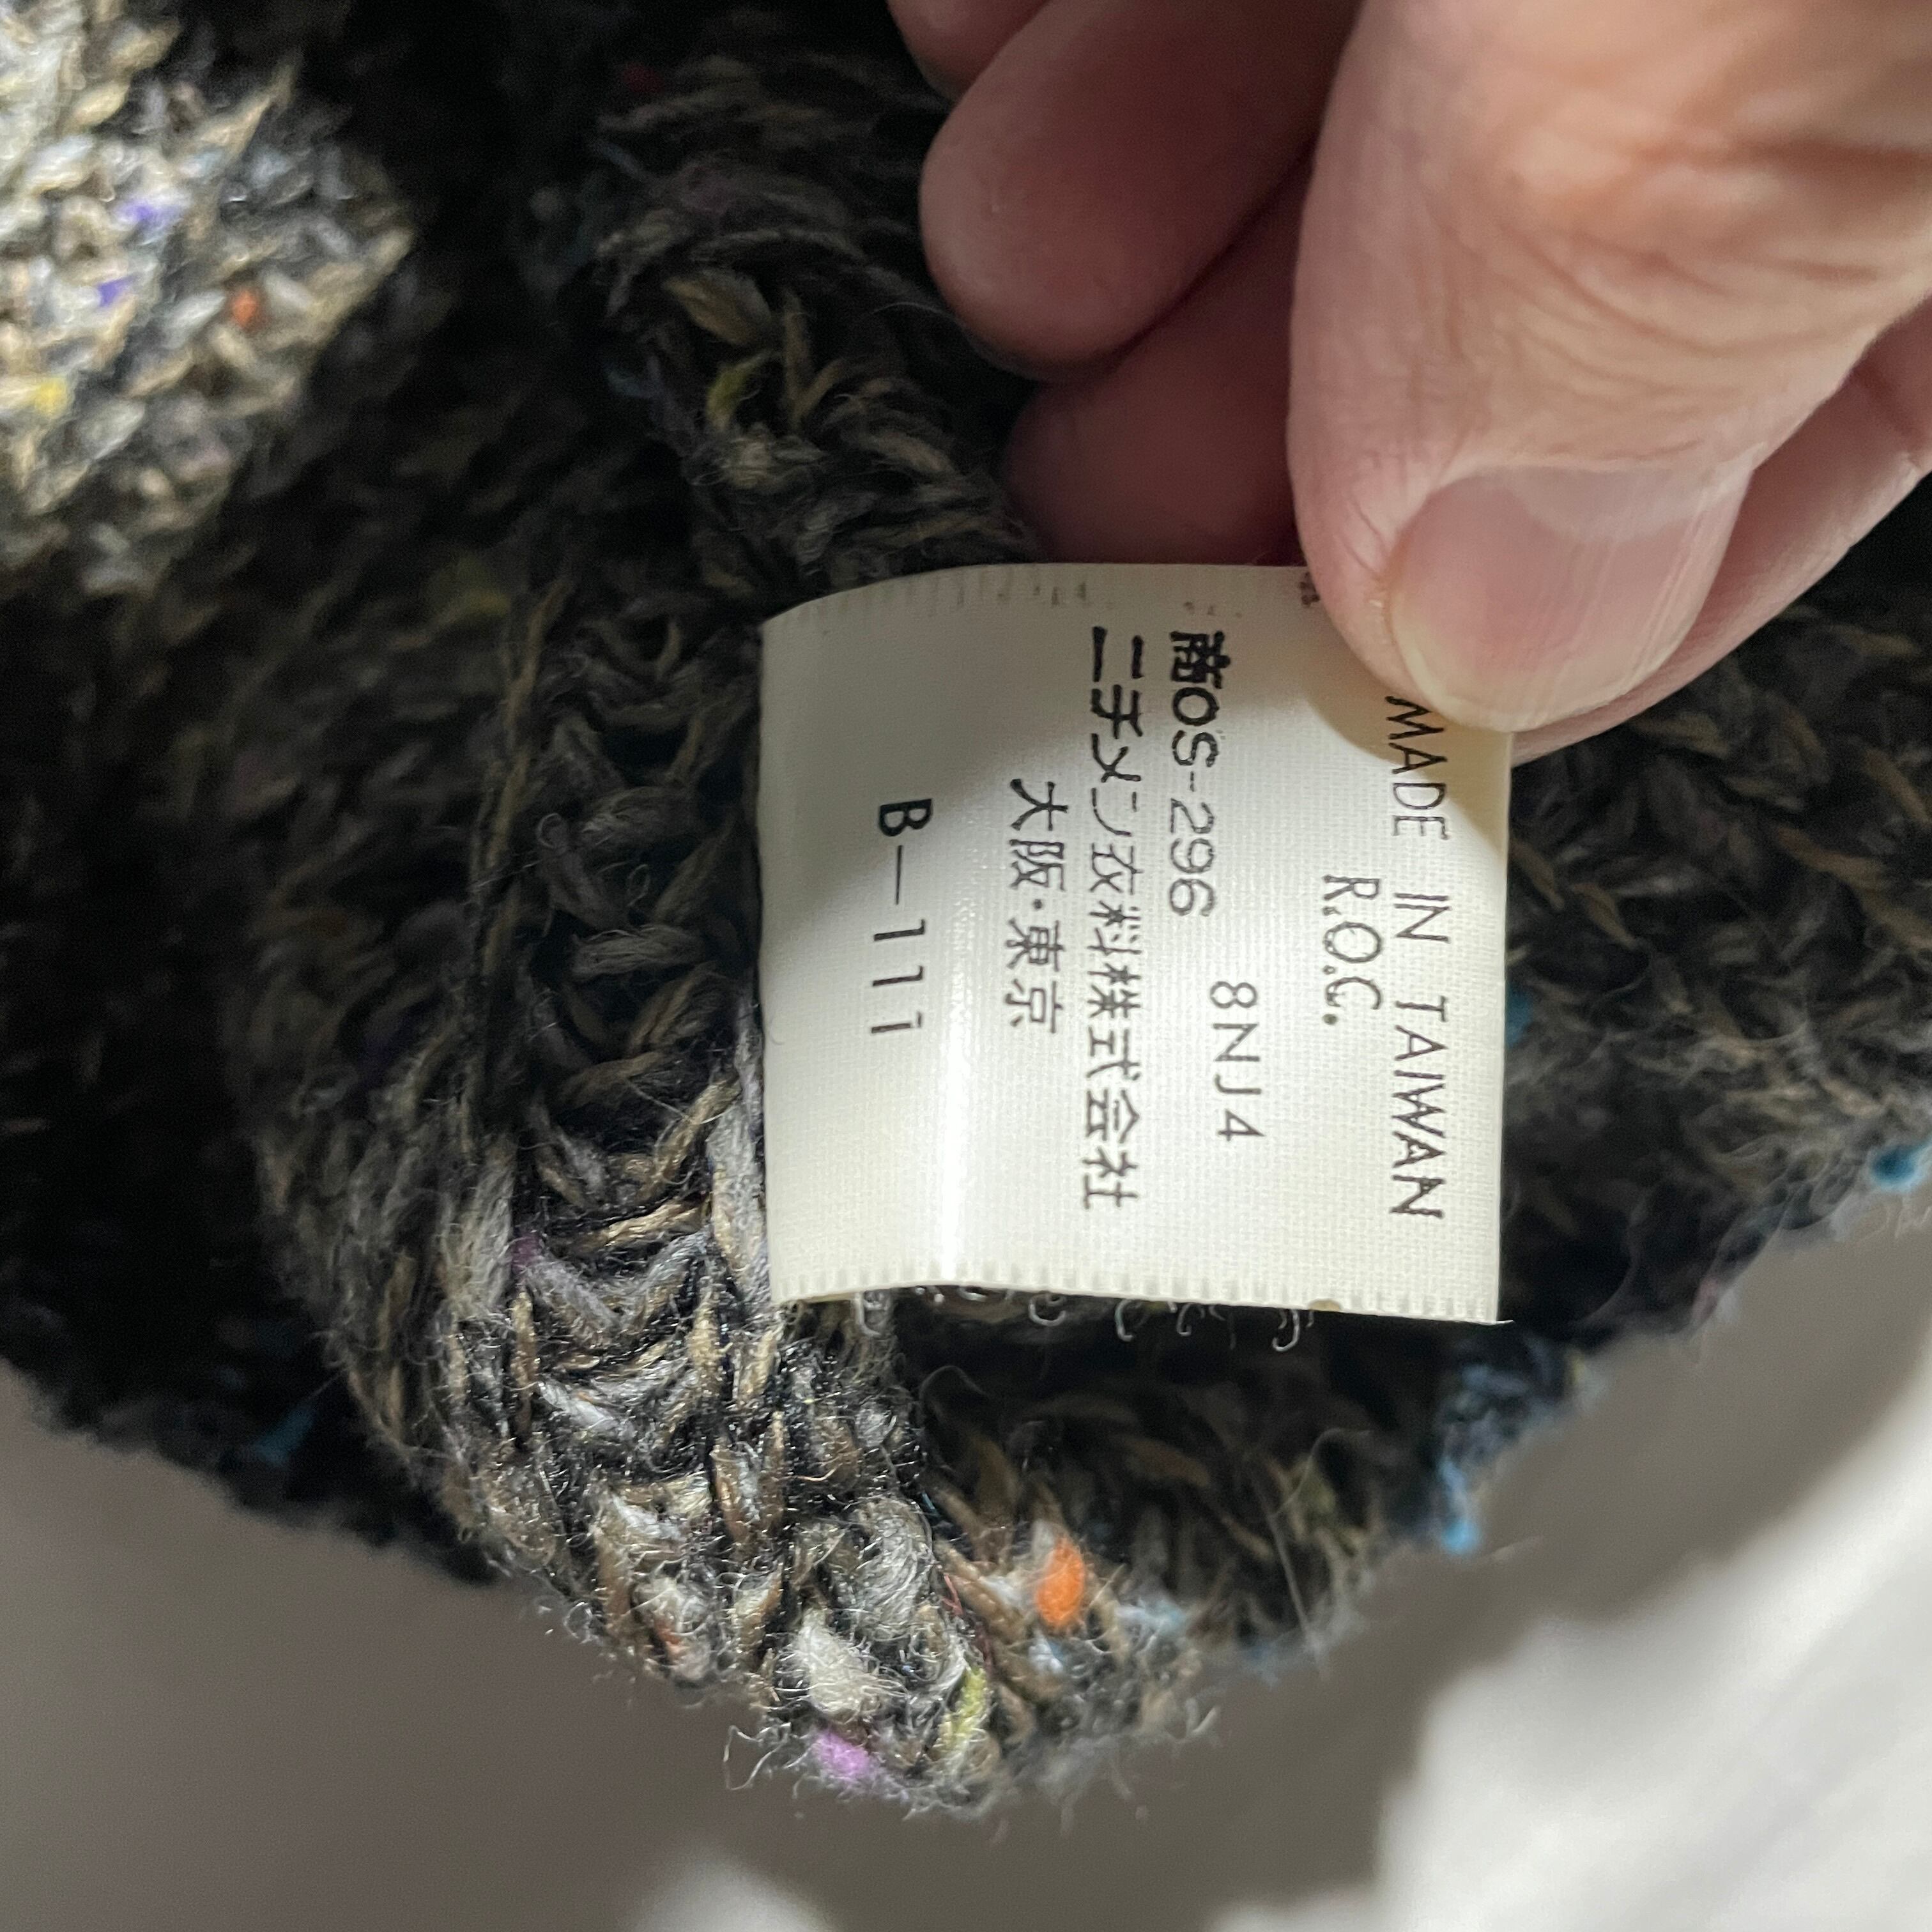 MADE IN TAIWAN
R.O.C.
8NJ4
商OS-296
ニチメン衣料株式会社
大阪・東京
B-111